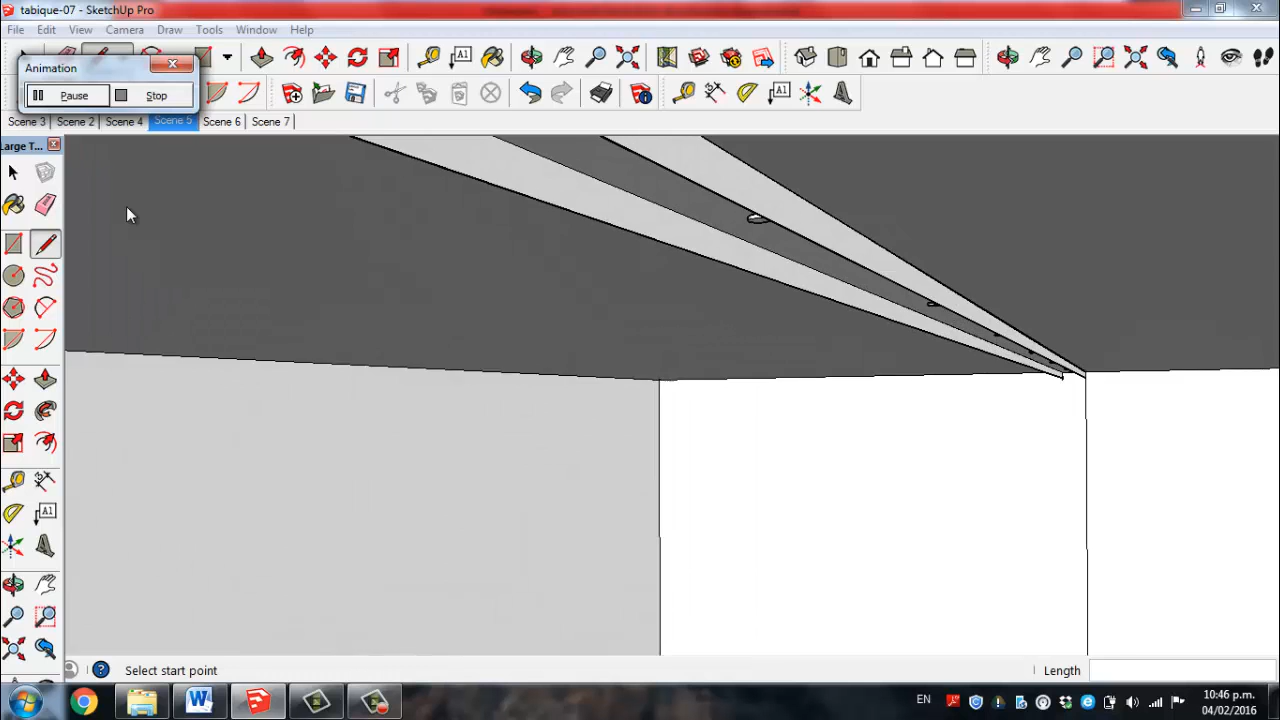 tabique-07 - SketchUp Pro
File Edit View Camera Draw Tools Window Help
Animation
Pause Stop
Scene 3 Scene 2 Scene 4 Scene 5 Scene 6 Scene 7
Large T...
Select start point
Length
EN
10:46 p.m.
04/02/2016